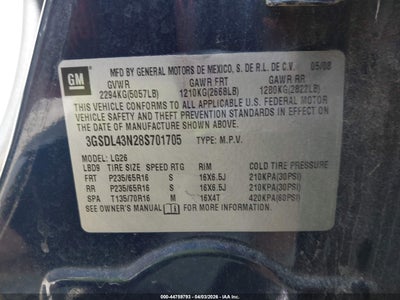 GM
MFD BY GENERAL MOTORS DE MEXICO, S. DE R.L. DE C.V. 05/08
GVWR GAWR FRT GAWR RR
2294KG(5057LB) 1210KG(2668LB) 1280KG(2822LB)
THIS VEHICLE CONFORMS TO ALL APPLICABLE U.S. FEDERAL MOTOR
VEHICLE SAFETY AND THEFT PREVENTION STANDARDS IN
EFFECT ON THE DATE OF MANUFACTURE SHOWN ABOVE.
3GSDL43N28S701705 TYPE: M.P.V.
LG26
LBD9 TIRE SIZE SPEED RTG RIM COLD TIRE PRESSURE
FRT P235/65R16 S 16X6.5J 210KPA(30PSI)
RR P235/65R16 S 16X6.5J 210KPA(30PSI)
SPA T135/70R16 M 16X4T 420KPA(60PSI)
SEE OWNER'S MANUAL FOR ADDITIONAL INFORMATION.
IAA
000-44759793 - 04/03/2026 - IAAI.COM